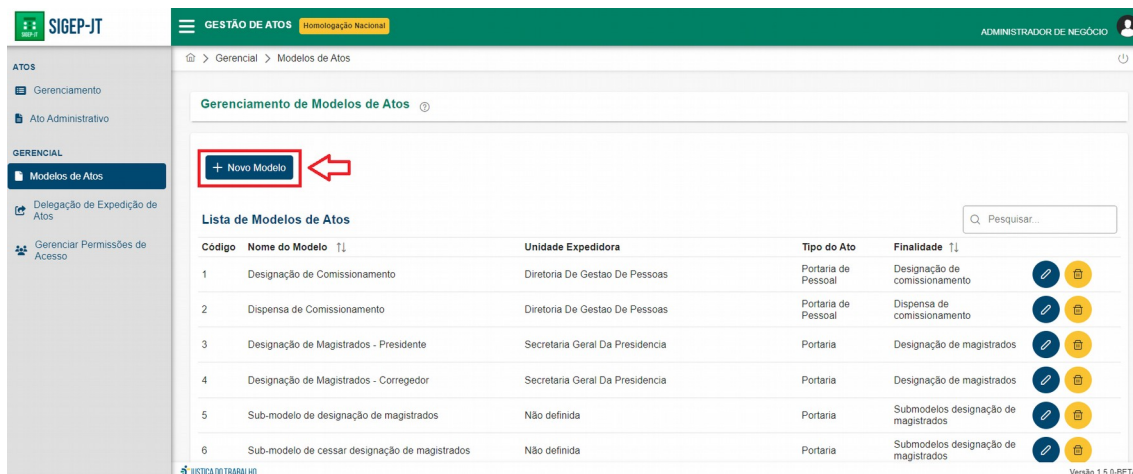 SIGEP-JT
SIGEP-JT
GESTÃO DE ATOS Homologação Nacional
ADMINISTRADOR DE NEGÓCIO
Gerencial > Modelos de Atos
ATOS
Gerenciamento
Ato Administrativo
GERENCIAL
Modelos de Atos
Delegação de Expedição de
Atos
Gerenciar Permissões de
Acesso
Gerenciamento de Modelos de Atos
+ Novo Modelo
Lista de Modelos de Atos
Pesquisar...
Código Nome do Modelo Unidade Expedidora Tipo do Ato Finalidade
1 Designação de Comissionamento Diretoria De Gestao De Pessoas Portaria de Pessoal Designação de comissionamento
2 Dispensa de Comissionamento Diretoria De Gestao De Pessoas Portaria de Pessoal Dispensa de comissionamento
3 Designação de Magistrados - Presidente Secretaria Geral Da Presidencia Portaria Designação de magistrados
4 Designação de Magistrados - Corregedor Secretaria Geral Da Presidencia Portaria Designação de magistrados
5 Sub-modelo de designação de magistrados Não definida Portaria Submodelos designação de magistrados
6 Sub-modelo de cessar designação de magistrados Não definida Portaria Submodelos designação de magistrados
JUSTIÇA DO TRABALHO
Versão 1.5.0-BETA